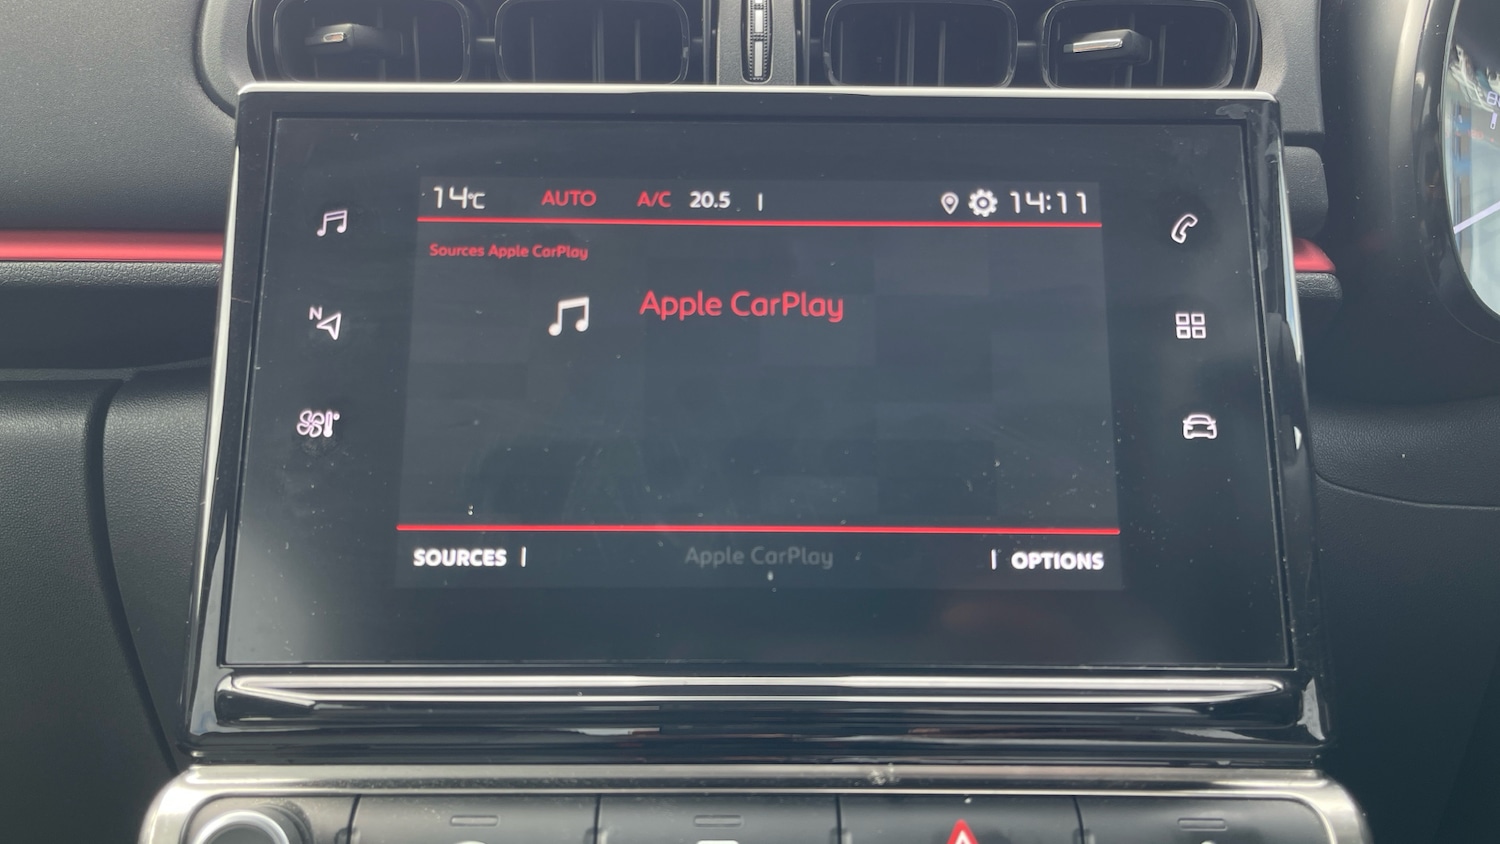 14°C AUTO A/C 20.5 14:11
Sources Apple CarPlay
Apple CarPlay
N
SOURCES Apple CarPlay OPTIONS